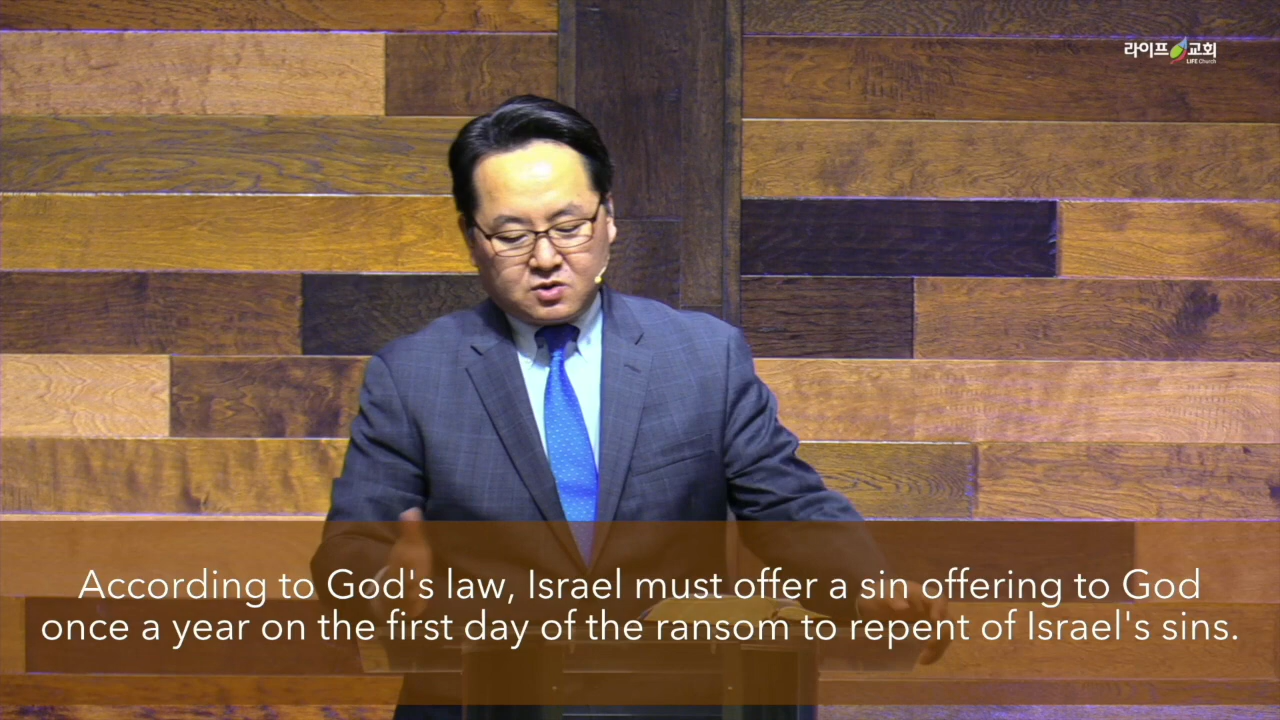 라이프 교회
LIFE Church
According to God's law, Israel must offer a sin offering to God
once a year on the first day of the ransom to repent of Israel's sins.